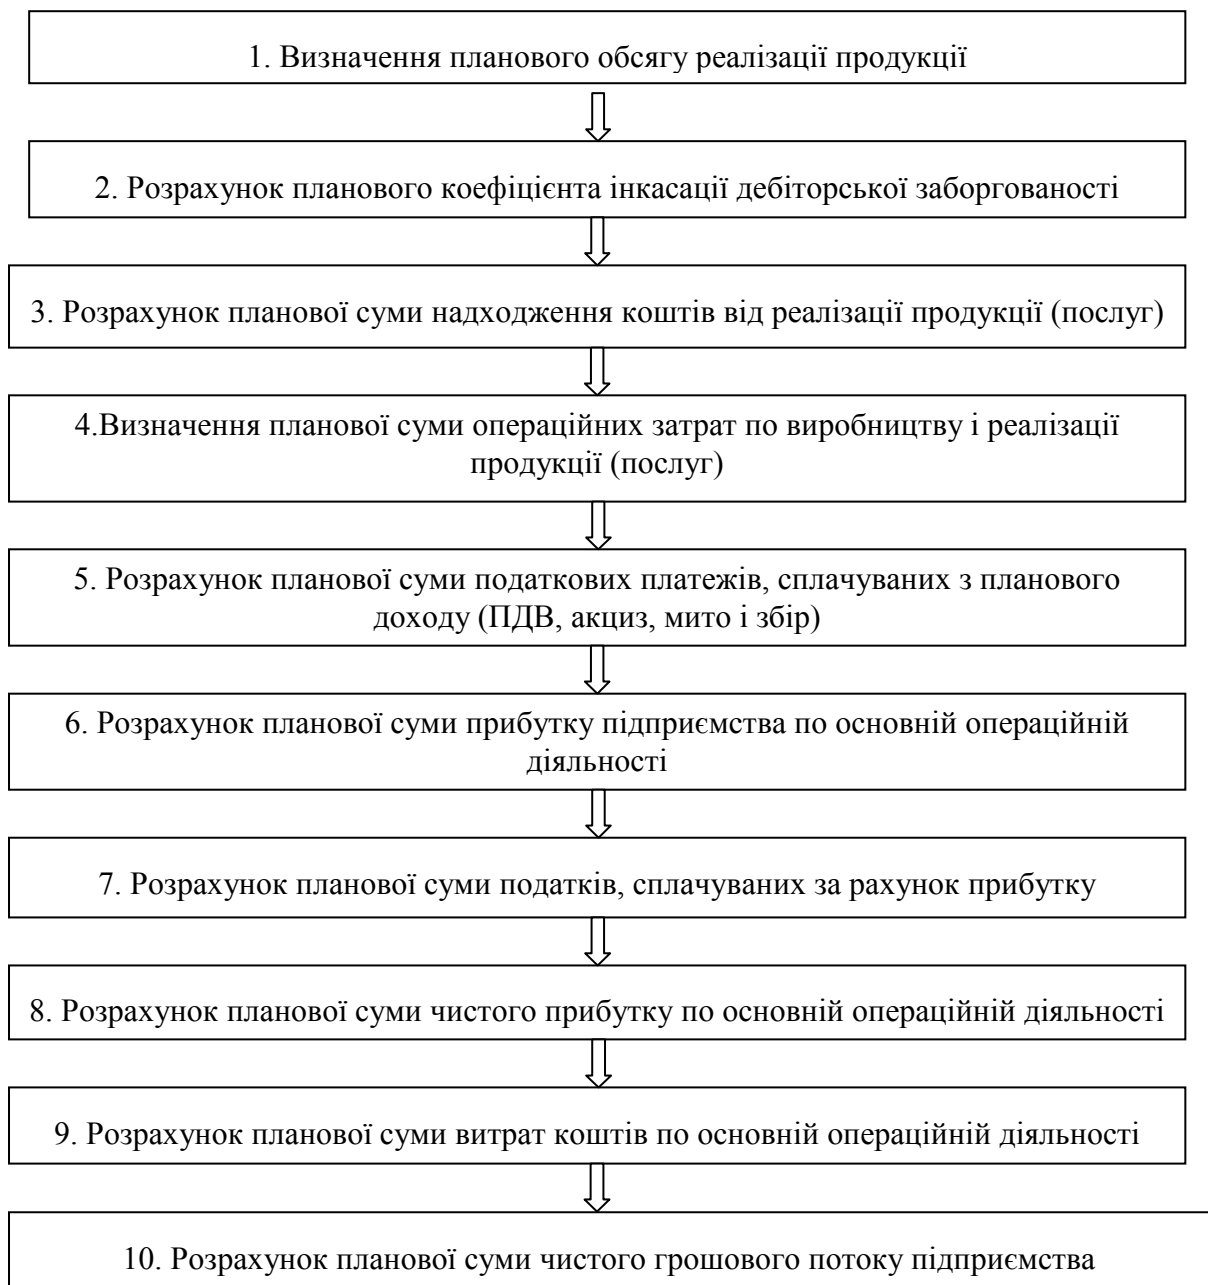 1. Визначення планового обсягу реалізації продукції
2. Розрахунок планового коефіцієнта інкасації дебіторської заборгованості
3. Розрахунок планової суми надходження коштів від реалізації продукції (послуг)
4.Визначення планової суми операційних затрат по виробництву і реалізації
продукції (послуг)
5. Розрахунок планової суми податкових платежів, сплачуваних з планового
доходу (ПДВ, акциз, мито і збір)
6. Розрахунок планової суми прибутку підприємства по основній операційній
діяльності
7. Розрахунок планової суми податків, сплачуваних за рахунок прибутку
8. Розрахунок планової суми чистого прибутку по основній операційній діяльності
9. Розрахунок планової суми витрат коштів по основній операційній діяльності
10. Розрахунок планової суми чистого грошового потоку підприємства